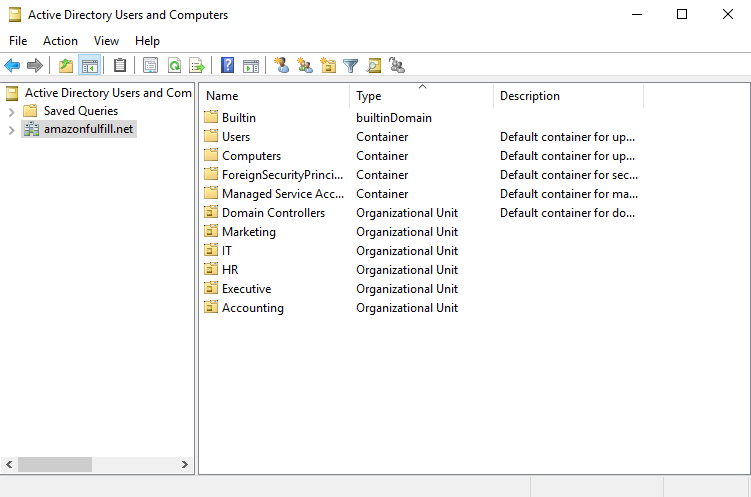 Active Directory Users and Computers
File Action View Help
Active Directory Users and Com
Saved Queries
amazonfulfill.net
Name Type Description
Builtin builtinDomain
Users Container Default container for up...
Computers Container Default container for up...
ForeignSecurityPrinci... Container Default container for sec...
Managed Service Acc... Container Default container for ma...
Domain Controllers Organizational Unit Default container for do...
Marketing Organizational Unit
IT Organizational Unit
HR Organizational Unit
Executive Organizational Unit
Accounting Organizational Unit